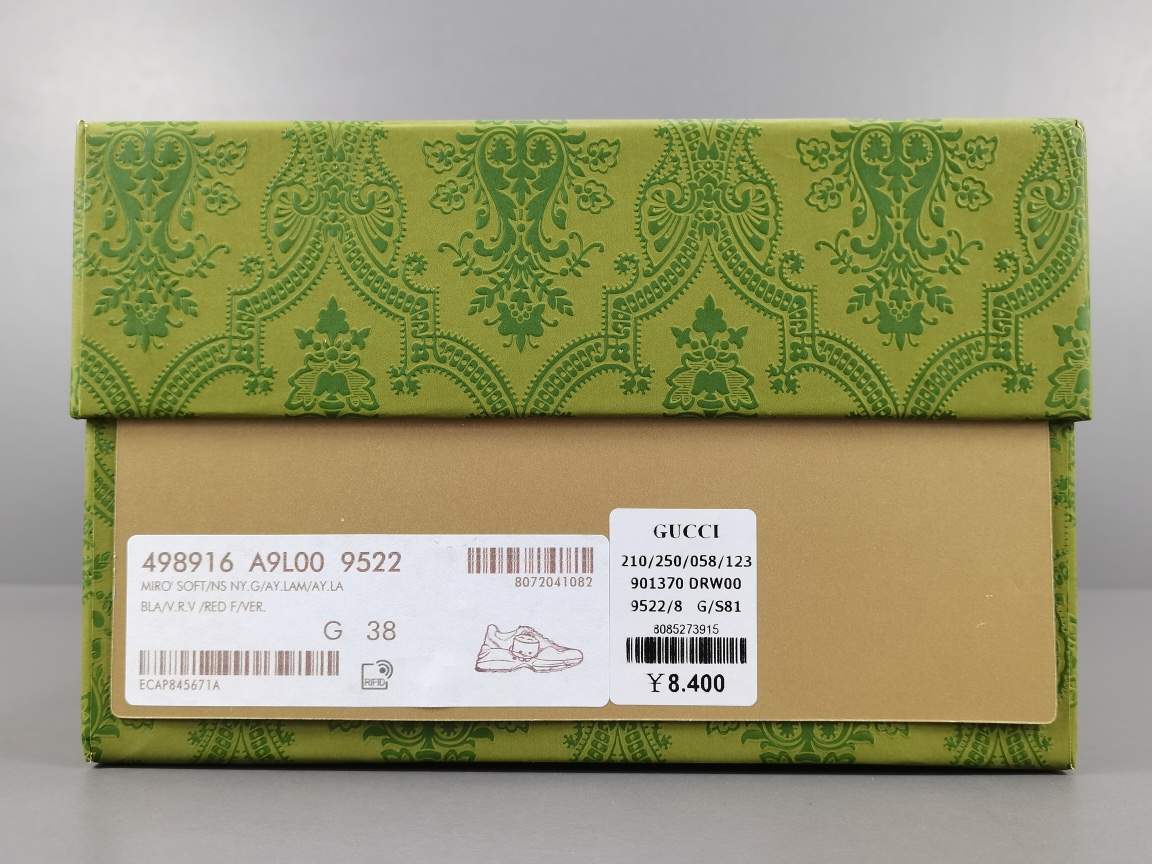 498916 A9L00 9522
8072041082
MIRO' SOFT/NS NY.G/AY.LAM/AY.LA
BLA/V.R.V /RED F/VER.
G 38
ECAP845671A
RFID
GUCCI
210/250/058/123
901370 DRW00
9522/8 G/S81
8085273915
¥8.400